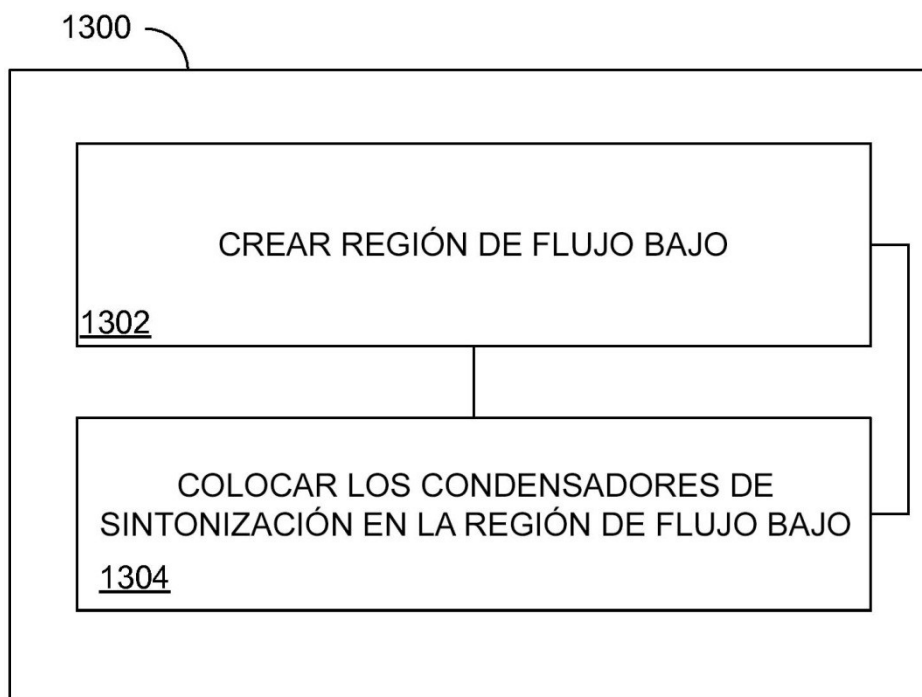 1300
CREAR REGIÓN DE FLUJO BAJO
1302
COLOCAR LOS CONDENSADORES DE
SINTONIZACIÓN EN LA REGIÓN DE FLUJO BAJO
1304